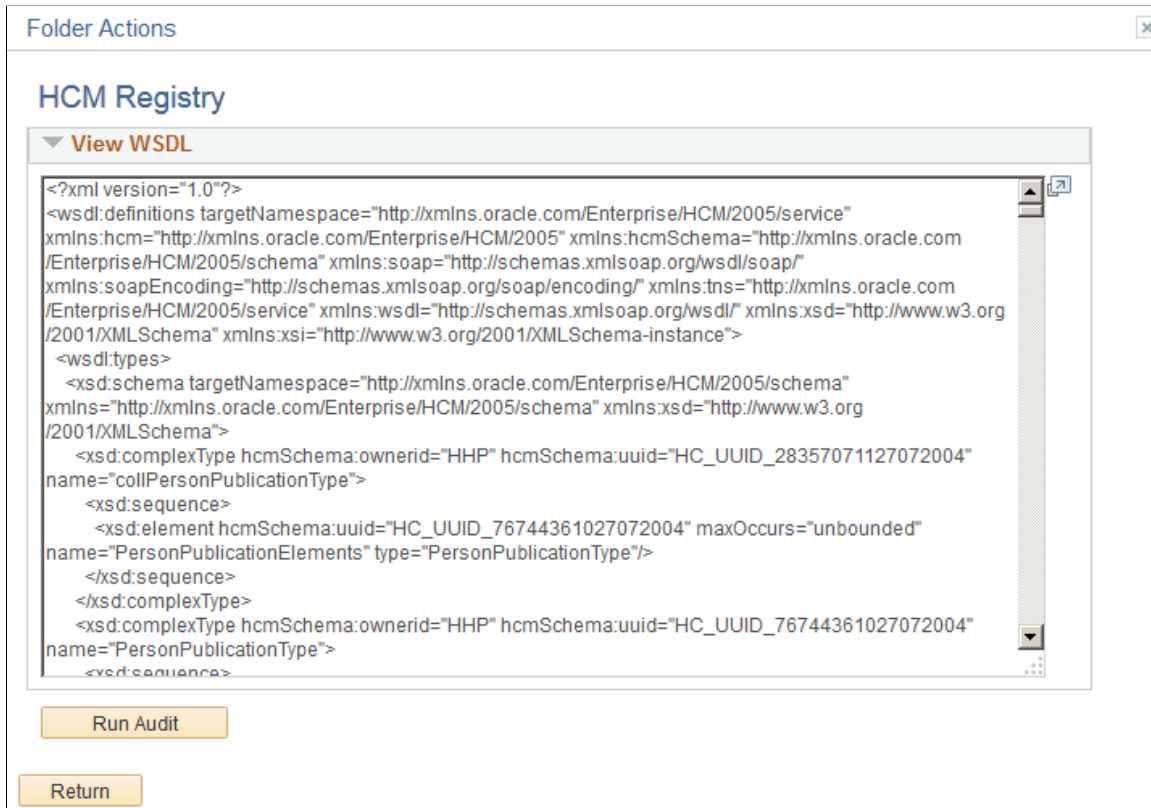 Folder Actions
HCM Registry
View WSDL
<?xml version="1.0"?>
<wsdl:definitions targetNamespace="http://xmlns.oracle.com/Enterprise/HCM/2005/service"
xmlns:hcm="http://xmlns.oracle.com/Enterprise/HCM/2005" xmlns:hcmSchema="http://xmlns.oracle.com
/Enterprise/HCM/2005/schema" xmlns:soap="http://schemas.xmlsoap.org/wsdl/soap/"
xmlns:soapEncoding="http://schemas.xmlsoap.org/soap/encoding/" xmlns:tns="http://xmlns.oracle.com
/Enterprise/HCM/2005/service" xmlns:wsdl="http://schemas.xmlsoap.org/wsdl/" xmlns:xsd="http://www.w3.org
/2001/XMLSchema" xmlns:xsi="http://www.w3.org/2001/XMLSchema-instance">
<wsdl:types>
<xsd:schema targetNamespace="http://xmlns.oracle.com/Enterprise/HCM/2005/schema"
xmlns="http://xmlns.oracle.com/Enterprise/HCM/2005/schema" xmlns:xsd="http://www.w3.org
/2001/XMLSchema">
<xsd:complexType hcmSchema:ownerid="HHP" hcmSchema:uuid="HC_UUID_28357071127072004"
name="collPersonPublicationType">
<xsd:sequence>
<xsd:element hcmSchema:uuid="HC_UUID_76744361027072004" maxOccurs="unbounded"
name="PersonPublicationElements" type="PersonPublicationType"/>
</xsd:sequence>
</xsd:complexType>
<xsd:complexType hcmSchema:ownerid="HHP" hcmSchema:uuid="HC_UUID_76744361027072004"
name="PersonPublicationType">
<xsd:sequence>
Run Audit
Return